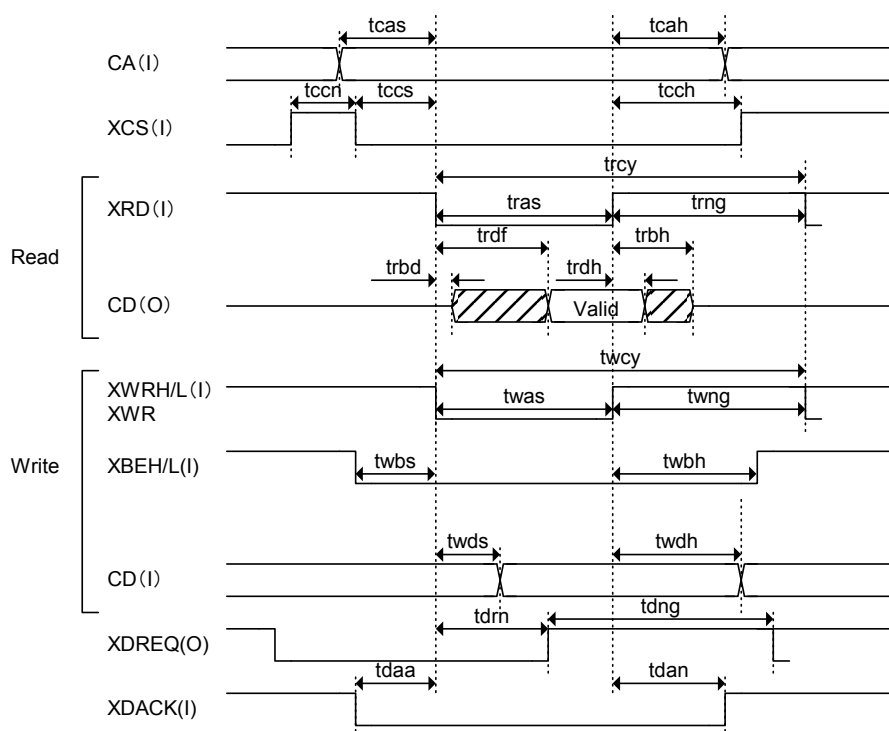 tcas tcah
CA(I)
tccn tccs tcch
XCS(I)
trcy
XRD(I)
tras trng
Read
trdf trbh
trbd trdh
CD(O)
Valid
twcy
XWRH/L(I)
XWR
twas twng
Write
XBEH/L(I)
twbs twbh
twds twdh
CD(I)
tdrn tdng
XDREQ(O)
tdaa tdan
XDACK(I)